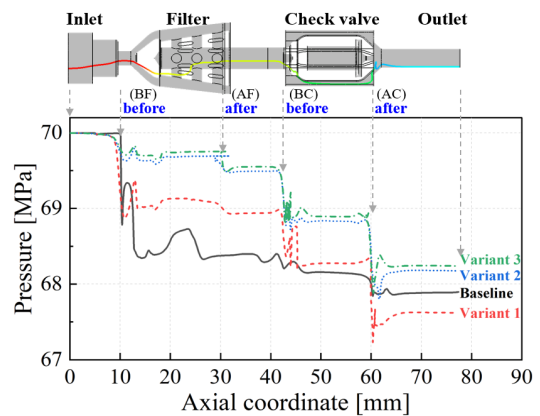 Inlet Filter Check valve Outlet
(BF) (AF) (BC) (AC)
before after before after
70
69
68
67
Pressure [MPa]
Variant 3
Variant 2
Baseline
Variant 1
0 10 20 30 40 50 60 70 80 90
Axial coordinate [mm]